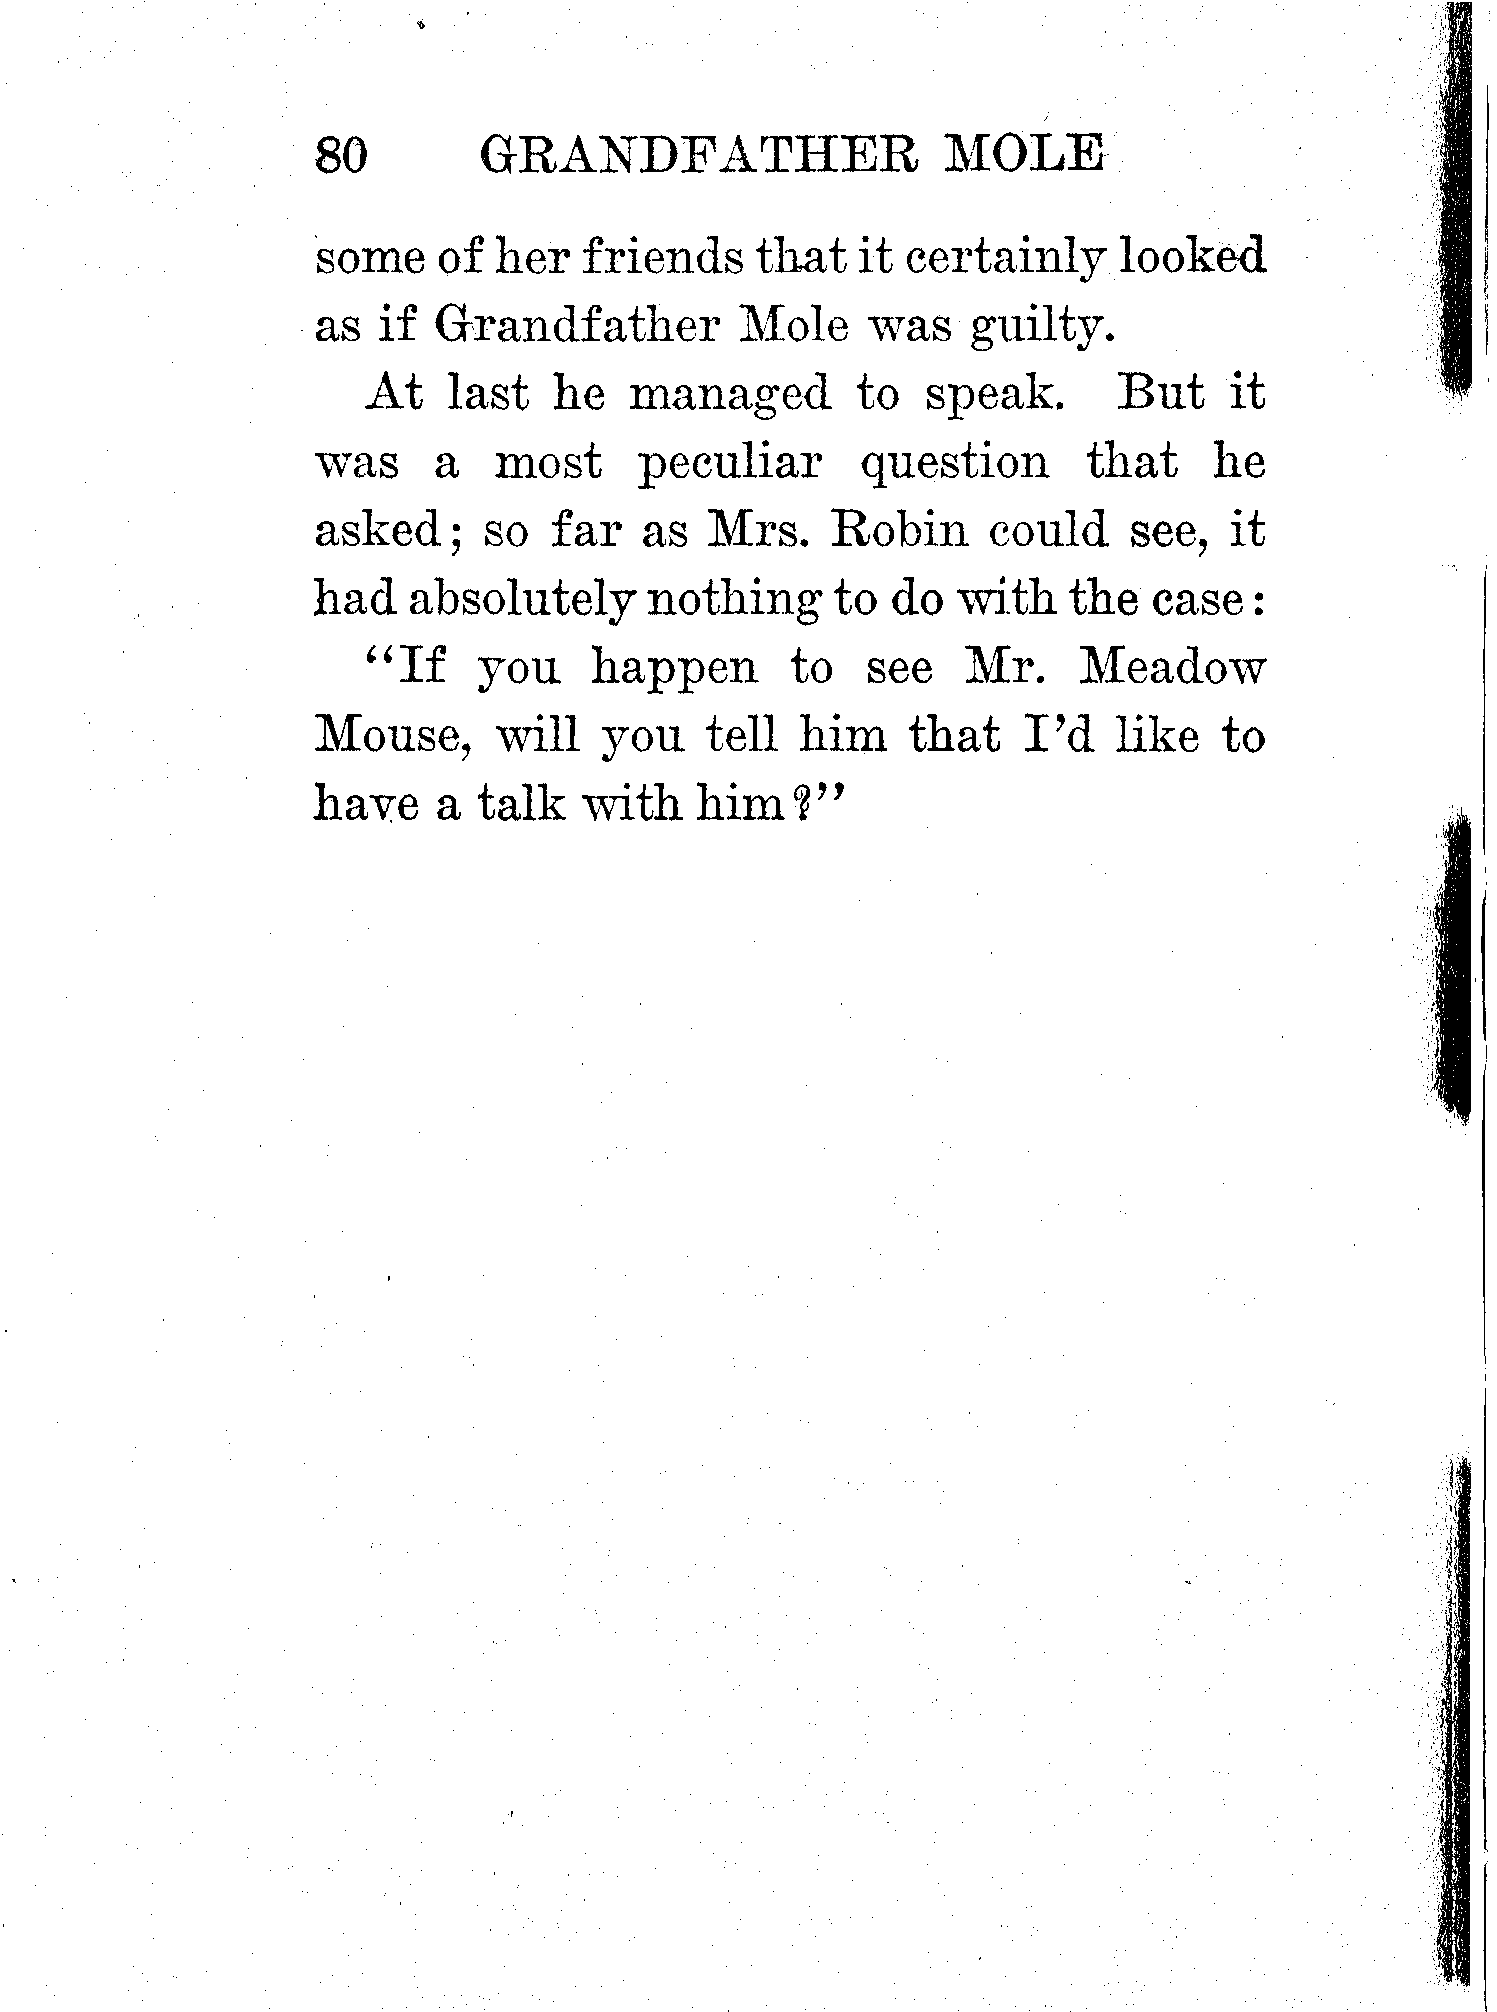 80 GRANDFATHER MOLE
some of her friends that it certainly looked
as if Grandfather Mole was guilty.
At last he managed to speak. But it
was a most peculiar question that he
asked; so far as Mrs. Robin could see, it
had absolutely nothing to do with the case:
"If you happen to see Mr. Meadow
Mouse, will you tell him that I'd like to
have a talk with him?"